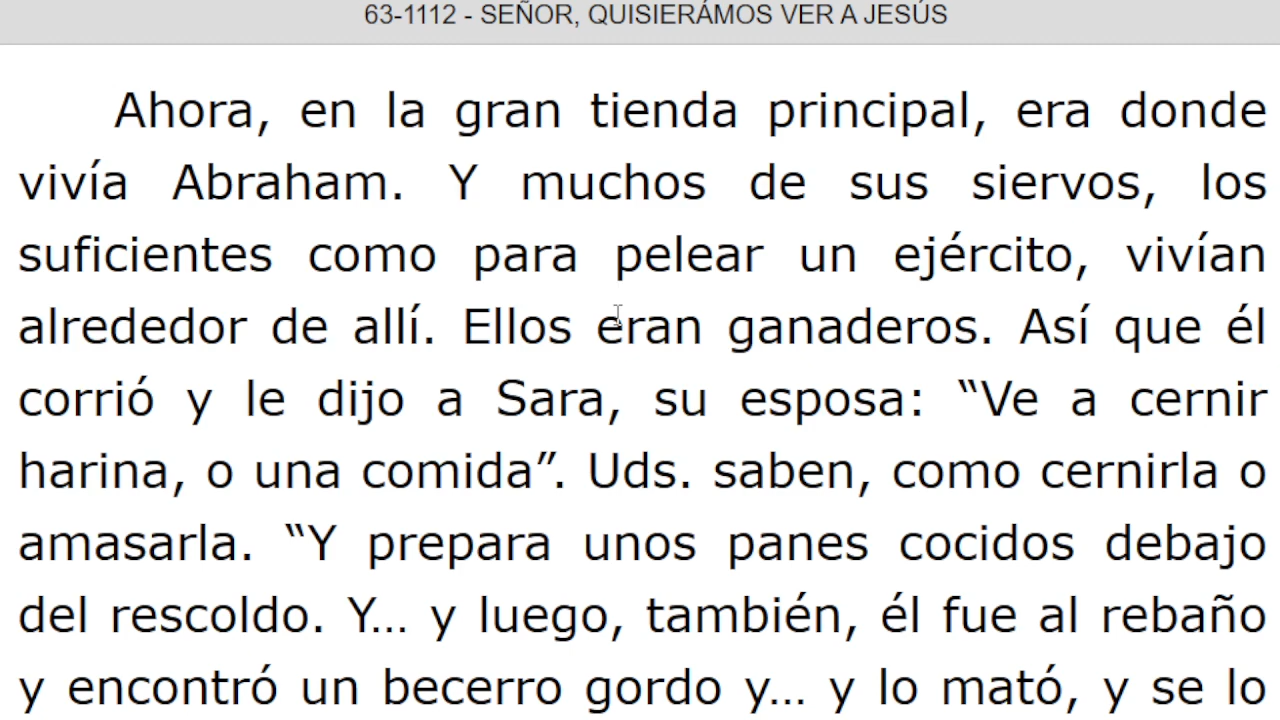 63-1112 - SEÑOR, QUISIERÁMOS VER A JESÚS
Ahora, en la gran tienda principal, era donde
vivía Abraham. Y muchos de sus siervos, los
suficientes como para pelear un ejército, vivían
alrededor de allí. Ellos eran ganaderos. Así que él
corrió y le dijo a Sara, su esposa: “Ve a cernir
harina, o una comida”. Uds. saben, como cernirla o
amasarla. “Y prepara unos panes cocidos debajo
del rescoldo. Y… y luego, también, él fue al rebaño
y encontró un becerro gordo y… y lo mató, y se lo